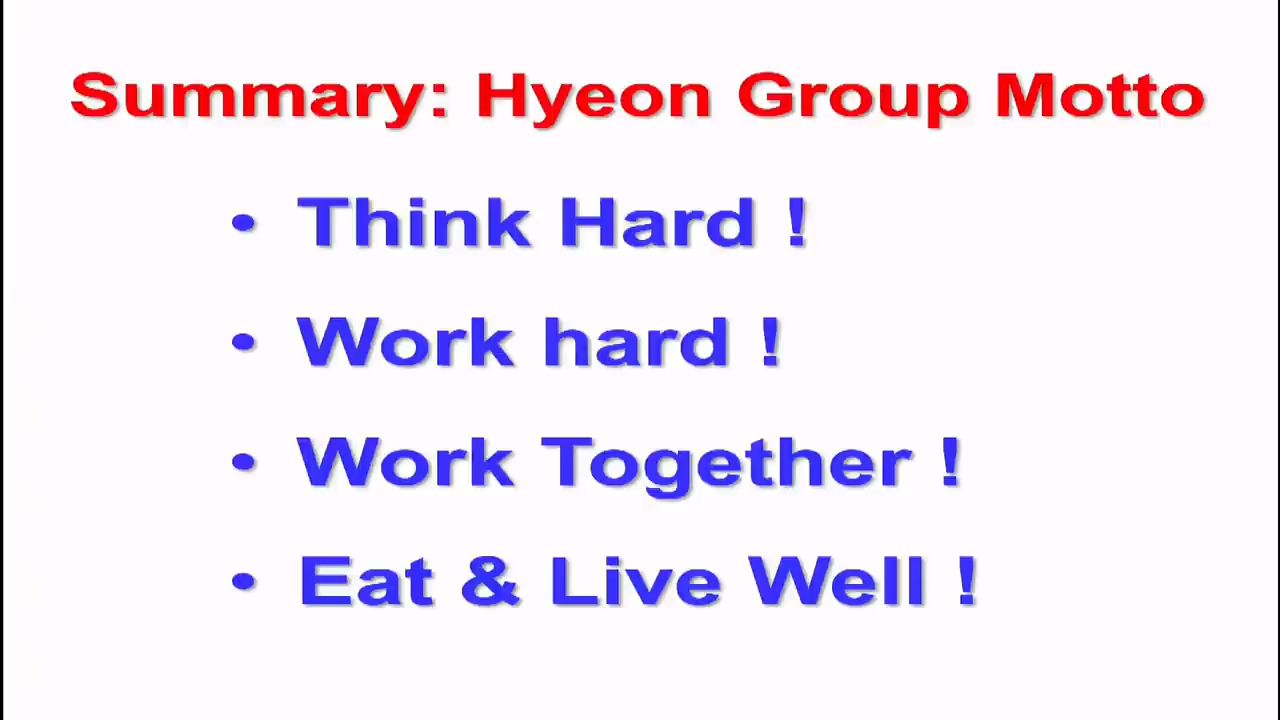 Summary: Hyeon Group Motto
• Think Hard !
• Work hard !
• Work Together !
• Eat & Live Well !